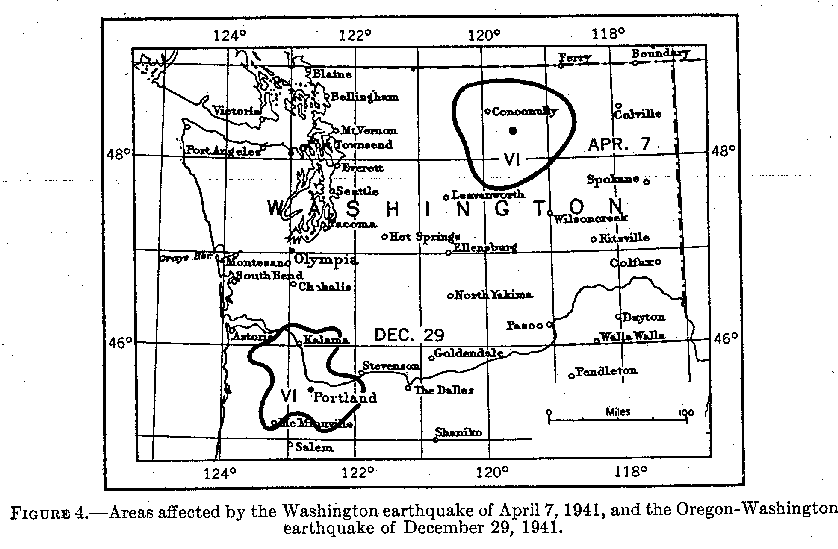 124° 122° 120° 118°
Ferry Boundary
Blaine
Bellingham
Victoria
Conconully
Colville
Mt. Vernon
Townsend
APR. 7
Port Angeles
48° VI 48°
Everett
Spokane
Seattle
Leavenworth
WASHINGTON
Wilsoncreek
Tacoma
Hot Springs
Ritzville
Ellensburg
Grays Har.
Montesano
Olympia
Colfax
South Bend
Chehalis
North Yakima
Dayton
Pasco
Astoria
DEC. 29
46° Kalama Walla Walla 46°
Goldendale
Stevenson
Pendleton
The Dalles
VI Portland
Miles
0 100
McMinnville
Shaniko
Salem
124° 122° 120° 118°
FIGURE 4.—Areas affected by the Washington earthquake of April 7, 1941, and the Oregon-Washington
earthquake of December 29, 1941.